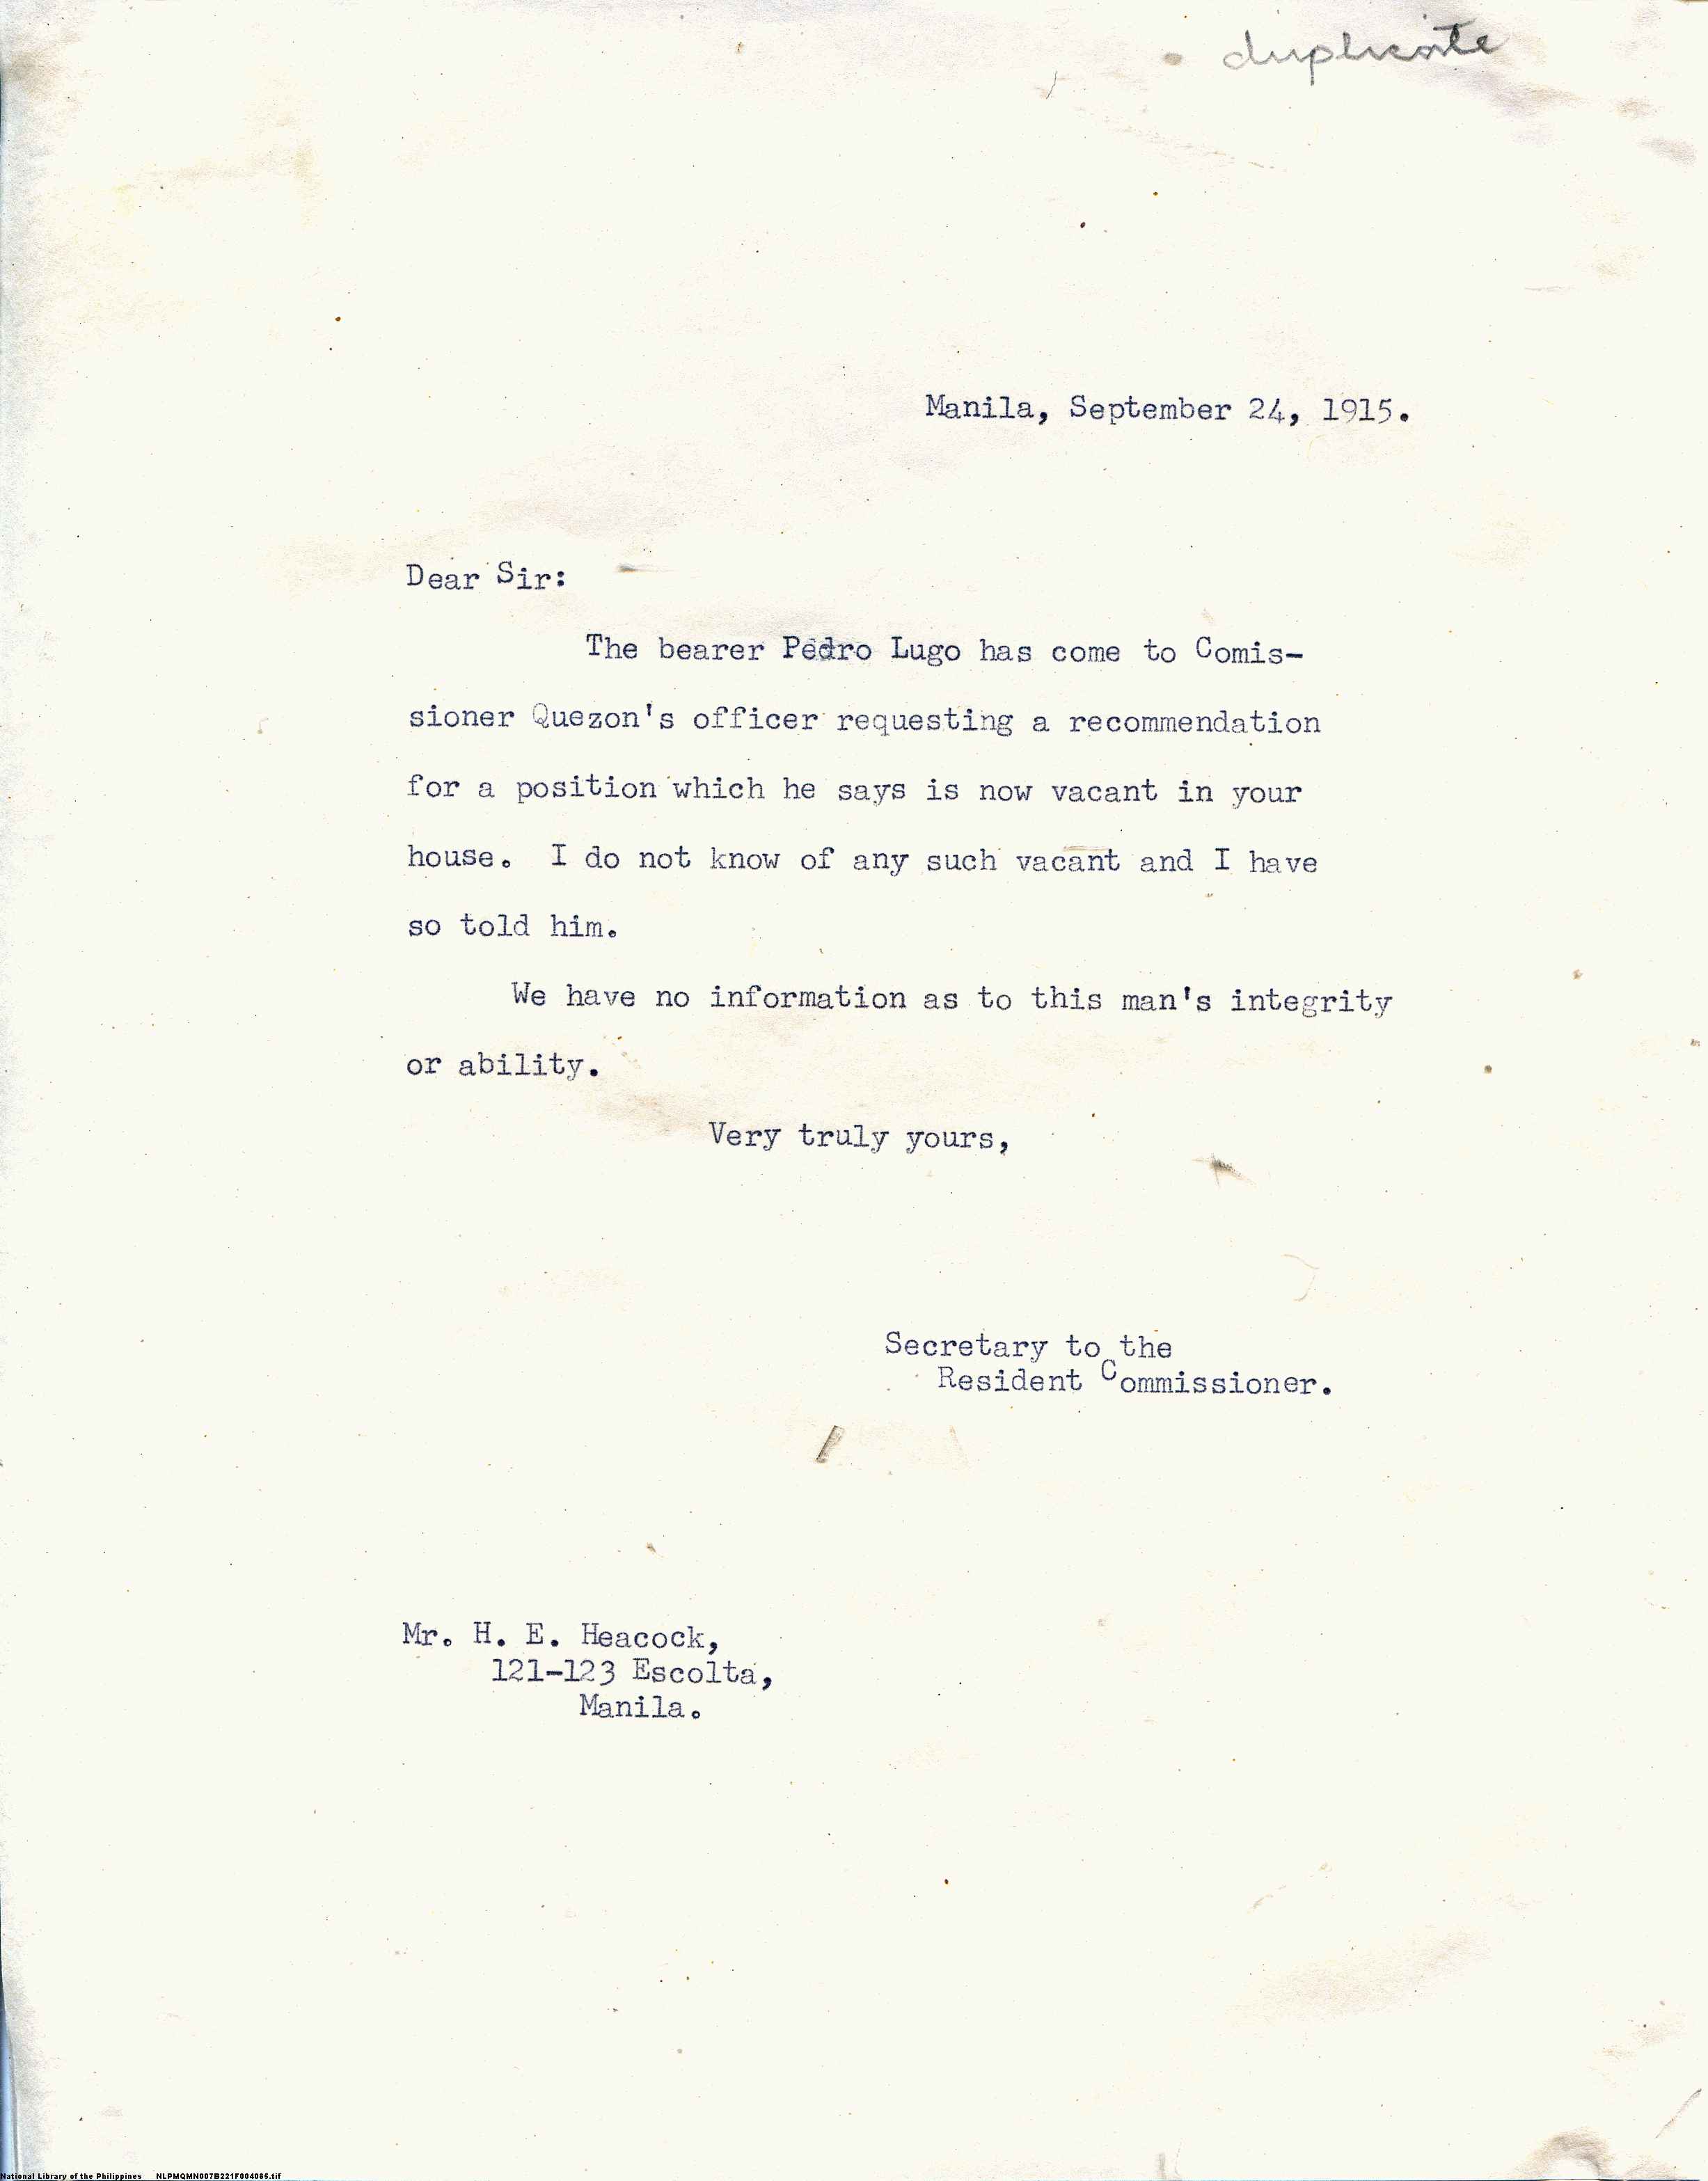 duplicate
Manila, September 24, 1915.
Dear Sir:
The bearer Pedro Lugo has come to Comis-
sioner Quezon's officer requesting a recommendation
for a position which he says is now vacant in your
house. I do not know of any such vacant and I have
so told him.
We have no information as to this man's integrity
or ability.
Very truly yours,
Secretary to the
Resident Commissioner.
Mr. H. E. Heacock,
121-123 Escolta,
Manila.
National Library of the Philippines NLPMQMN007B221F004085.tif